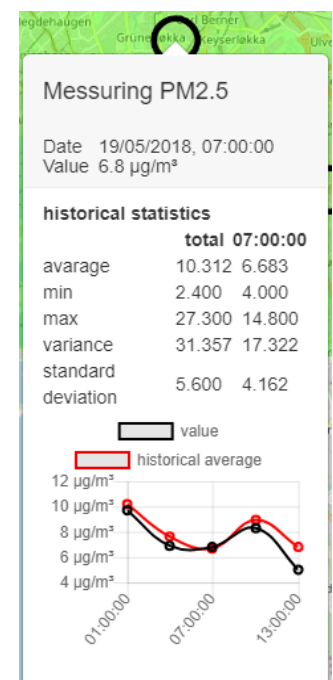 egdehaugen
Carl Berner
Grünerløkka Keyserløkka
Ulve
Messuring PM2.5
Date 19/05/2018, 07:00:00
Value 6.8 µg/m³
historical statistics
total 07:00:00
avarage 10.312 6.683
min 2.400 4.000
max 27.300 14.800
variance 31.357 17.322
standard
deviation 5.600 4.162
value
historical average
12 µg/m³
10 µg/m³
8 µg/m³
6 µg/m³
4 µg/m³
01:00:00 07:00:00 13:00:00